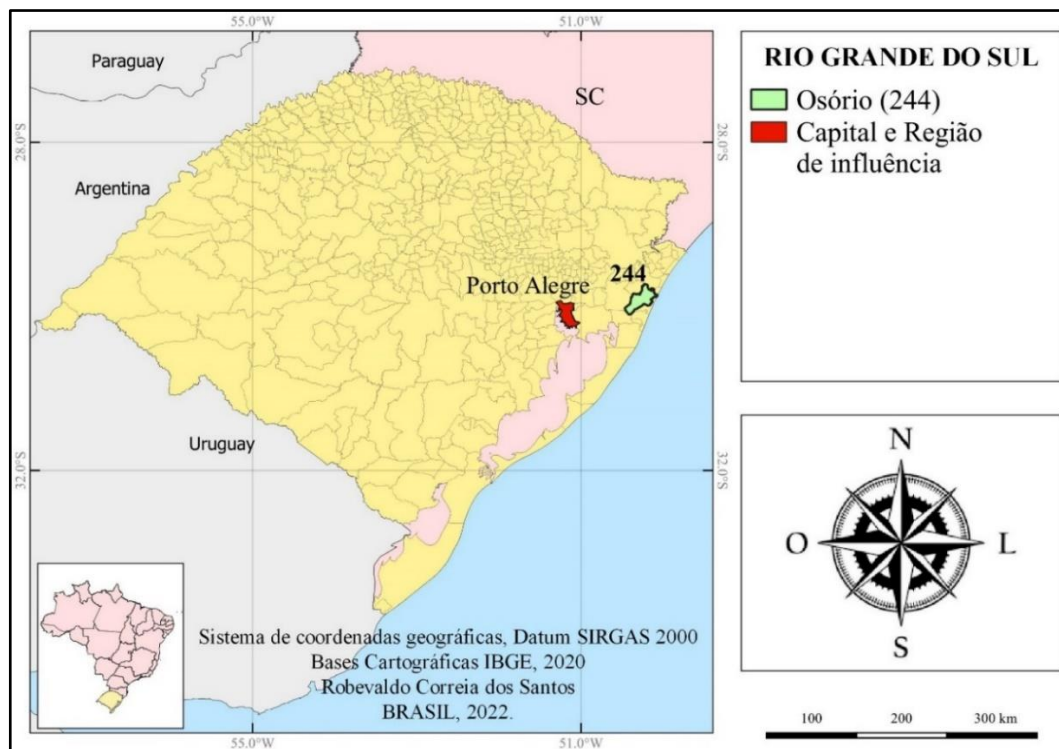 55.0°W
51.0°W
Paraguay
SC
28.0°S
28.0°S
Argentina
244
Porto Alegre
Uruguay
32.0°S
32.0°S
Sistema de coordenadas geográficas, Datum SIRGAS 2000
Bases Cartográficas IBGE, 2020
Robevaldo Correia dos Santos
BRASIL, 2022.
55.0°W
51.0°W
RIO GRANDE DO SUL
Osório (244)
Capital e Região
de influência
N
O
L
S
100 200 300 km